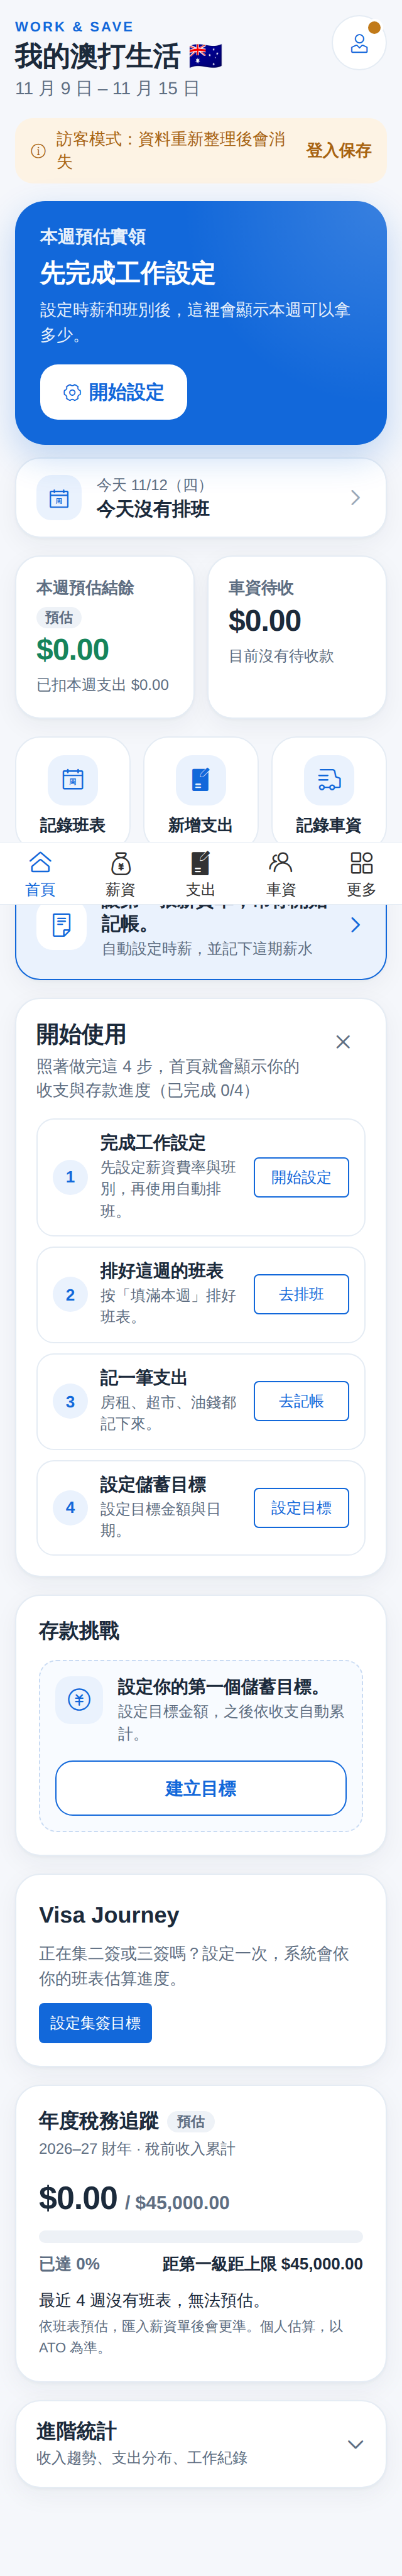 WORK & SAVE
我的澳打生活 🇦🇺
11 月 9 日 – 11 月 15 日
訪客模式：資料重新整理後會消
失
登入保存
本週預估實領
先完成工作設定
設定時薪和班別後，這裡會顯示本週可以拿
多少。
開始設定
周
今天 11/12（四）
今天沒有排班
本週預估結餘
預估
$0.00
已扣本週支出 $0.00
車資待收
$0.00
目前沒有待收款
周
記錄班表
新增支出
記錄車資
首頁
薪資
支出
車資
更多
記帳。
自動設定時薪，並記下這期薪水
開始使用
照著做完這 4 步，首頁就會顯示你的
收支與存款進度（已完成 0/4）
1
完成工作設定
先設定薪資費率與班
別，再使用自動排
班。
開始設定
2
排好這週的班表
按「填滿本週」排好
班表。
去排班
3
記一筆支出
房租、超市、油錢都
記下來。
去記帳
4
設定儲蓄目標
設定目標金額與日
期。
設定目標
存款挑戰
設定你的第一個儲蓄目標。
設定目標金額，之後依收支自動累
計。
建立目標
Visa Journey
正在集二簽或三簽嗎？設定一次，系統會依
你的班表估算進度。
設定集簽目標
年度稅務追蹤 預估
2026–27 財年 · 稅前收入累計
$0.00 / $45,000.00
已達 0%
距第一級距上限 $45,000.00
最近 4 週沒有班表，無法預估。
依班表預估，匯入薪資單後會更準。個人估算，以
ATO 為準。
進階統計
收入趨勢、支出分布、工作紀錄